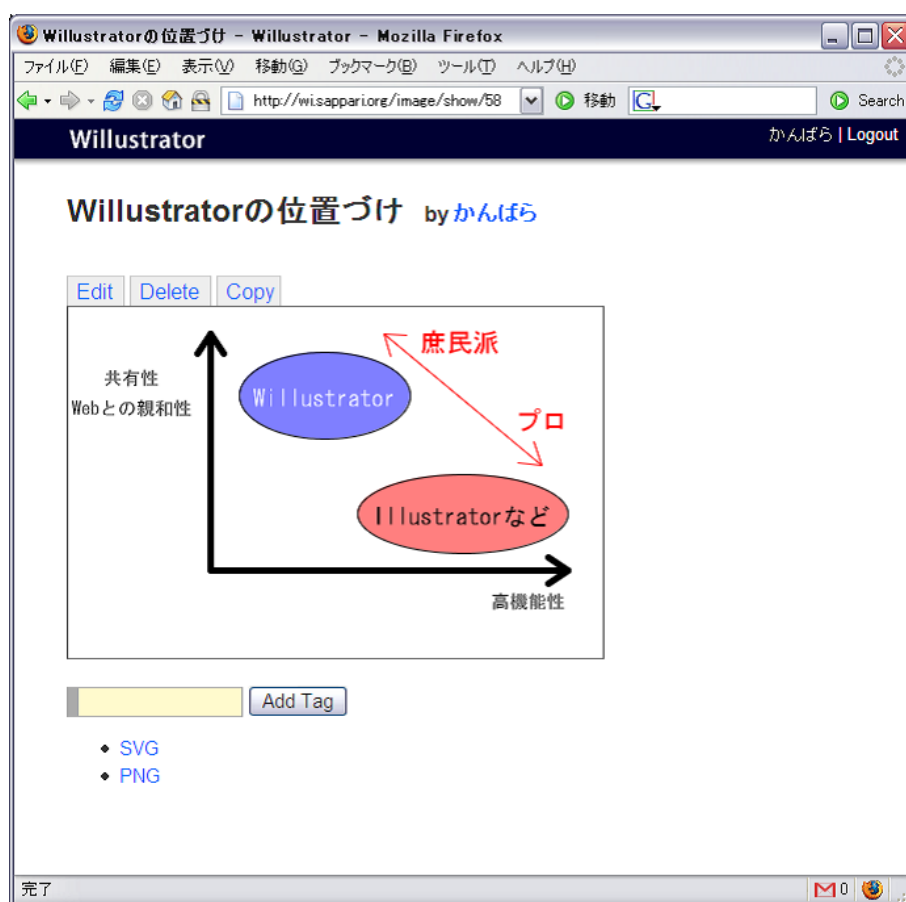 Willustratorの位置づけ - Willustrator - Mozilla Firefox
ファイル(F) 編集(E) 表示(V) 移動(G) ブックマーク(B) ツール(T) ヘルプ(H)
http://wi.sappari.org/image/show/58 移動 G Search
Willustrator かんばら | Logout
Willustratorの位置づけ by かんばら
Edit Delete Copy
庶民派
共有性
Webとの親和性
Willustrator
プロ
Illustratorなど
高機能性
Add Tag
SVG
PNG
完了 0